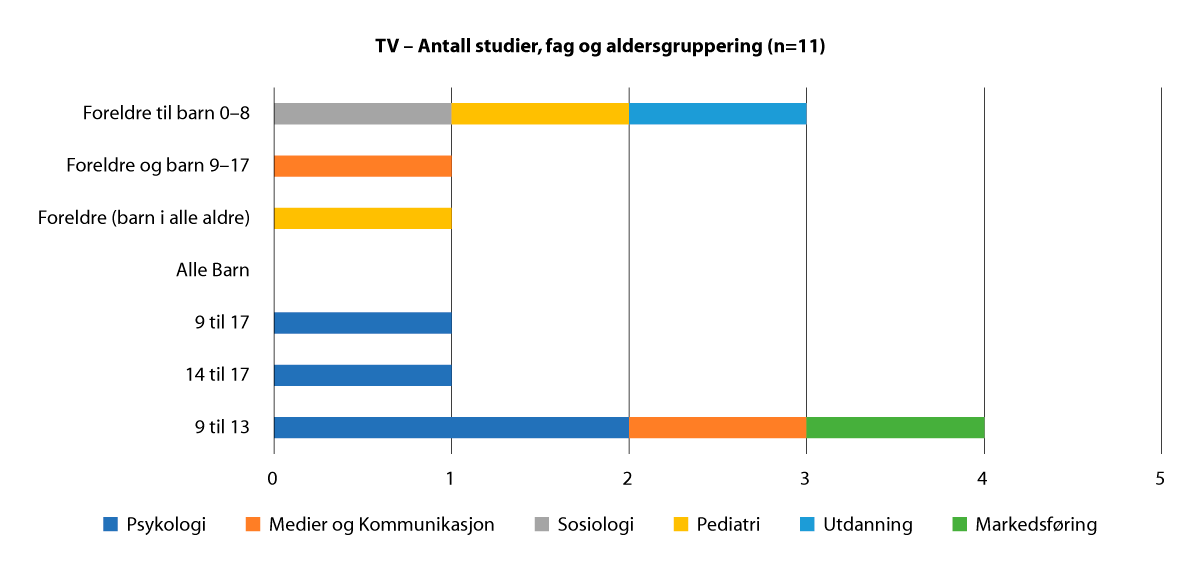 TV – Antall studier, fag og aldersgruppering (n=11)
Foreldre til barn 0–8
Foreldre og barn 9–17
Foreldre (barn i alle aldre)
Alle Barn
9 til 17
14 til 17
9 til 13
0 1 2 3 4 5
Psykologi Medier og Kommunikasjon Sosiologi Pediatri Utdanning Markedsføring